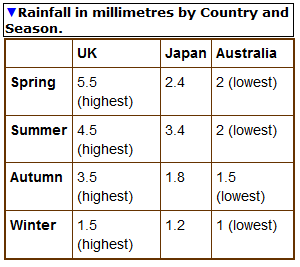 ▼Rainfall in millimetres by Country and
Season.
UK Japan Australia
Spring 5.5 2.4 2 (lowest)
(highest)
Summer 4.5 3.4 2 (lowest)
(highest)
Autumn 3.5 1.8 1.5
(highest) (lowest)
Winter 1.5 1.2 1 (lowest)
(highest)